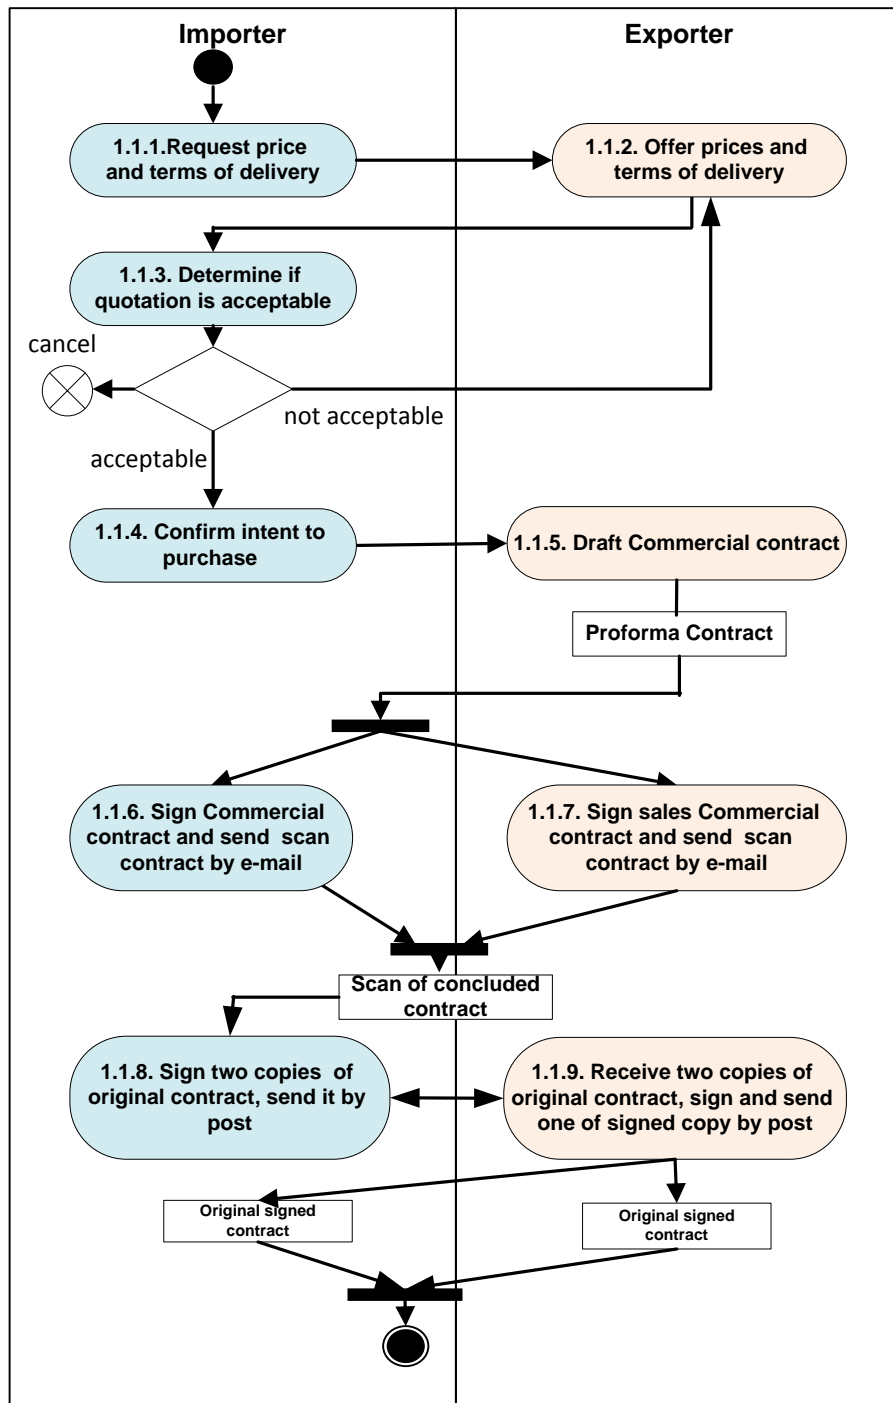 Importer
Exporter
1.1.1.Request price
and terms of delivery
1.1.2. Offer prices and
terms of delivery
1.1.3. Determine if
quotation is acceptable
cancel
not acceptable
acceptable
1.1.4. Confirm intent to
purchase
1.1.5. Draft Commercial contract
Proforma Contract
1.1.6. Sign Commercial
contract and send  scan
contract by e-mail
1.1.7. Sign sales Commercial
contract and send  scan
contract by e-mail
Scan of concluded
contract
1.1.8. Sign two copies  of
original contract, send it by
post
1.1.9. Receive two copies of
original contract, sign and send
one of signed copy by post
Original signed
contract
Original signed
contract